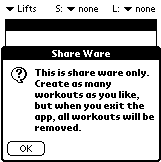 Lifts S: none L: none
Share Ware
This is share ware only.
Create as many
workouts as you like,
but when you exit the
app, all workouts will be
removed.
OK